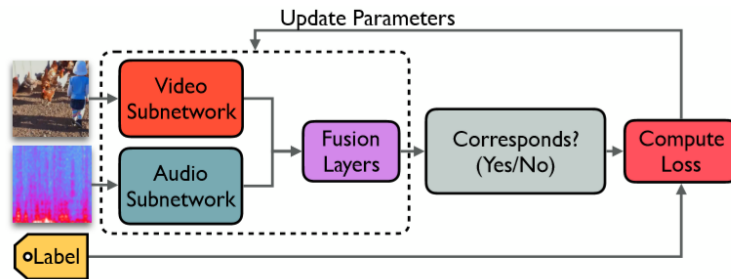 Update Parameters
Video
Subnetwork
Audio
Subnetwork
Fusion
Layers
Corresponds?
(Yes/No)
Compute
Loss
Label